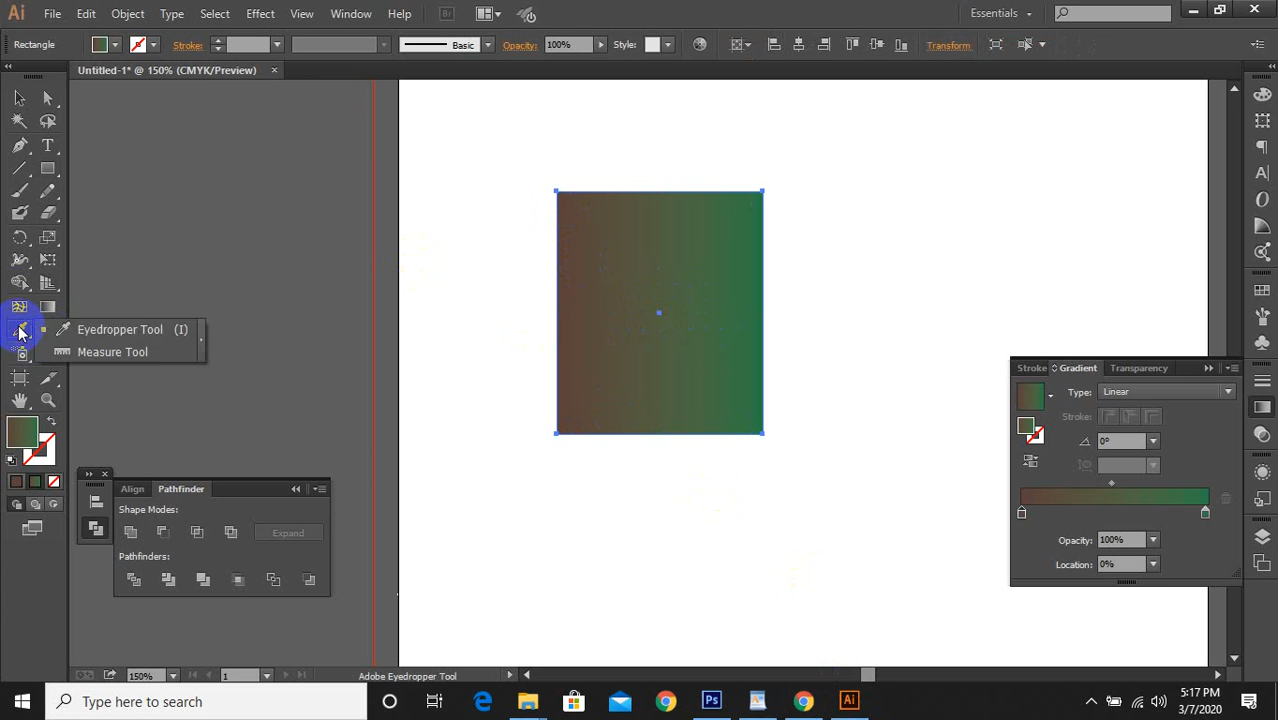 Ai File Edit Object Type Select Effect View Window Help Br Essentials
Rectangle Stroke: Basic Opacity: 100% Style: Transform
Untitled-1* @ 150% (CMYK/Preview) ×
T
A
O
Eyedropper Tool (I)
Measure Tool
Stroke Gradient Transparency
Type: Linear
Stroke:
0°
Opacity: 100%
Location: 0%
Align Pathfinder
Shape Modes:
Expand
Pathfinders:
150% 1 Adobe Eyedropper Tool
Type here to search Ps Ai
5:17 PM
3/7/2020